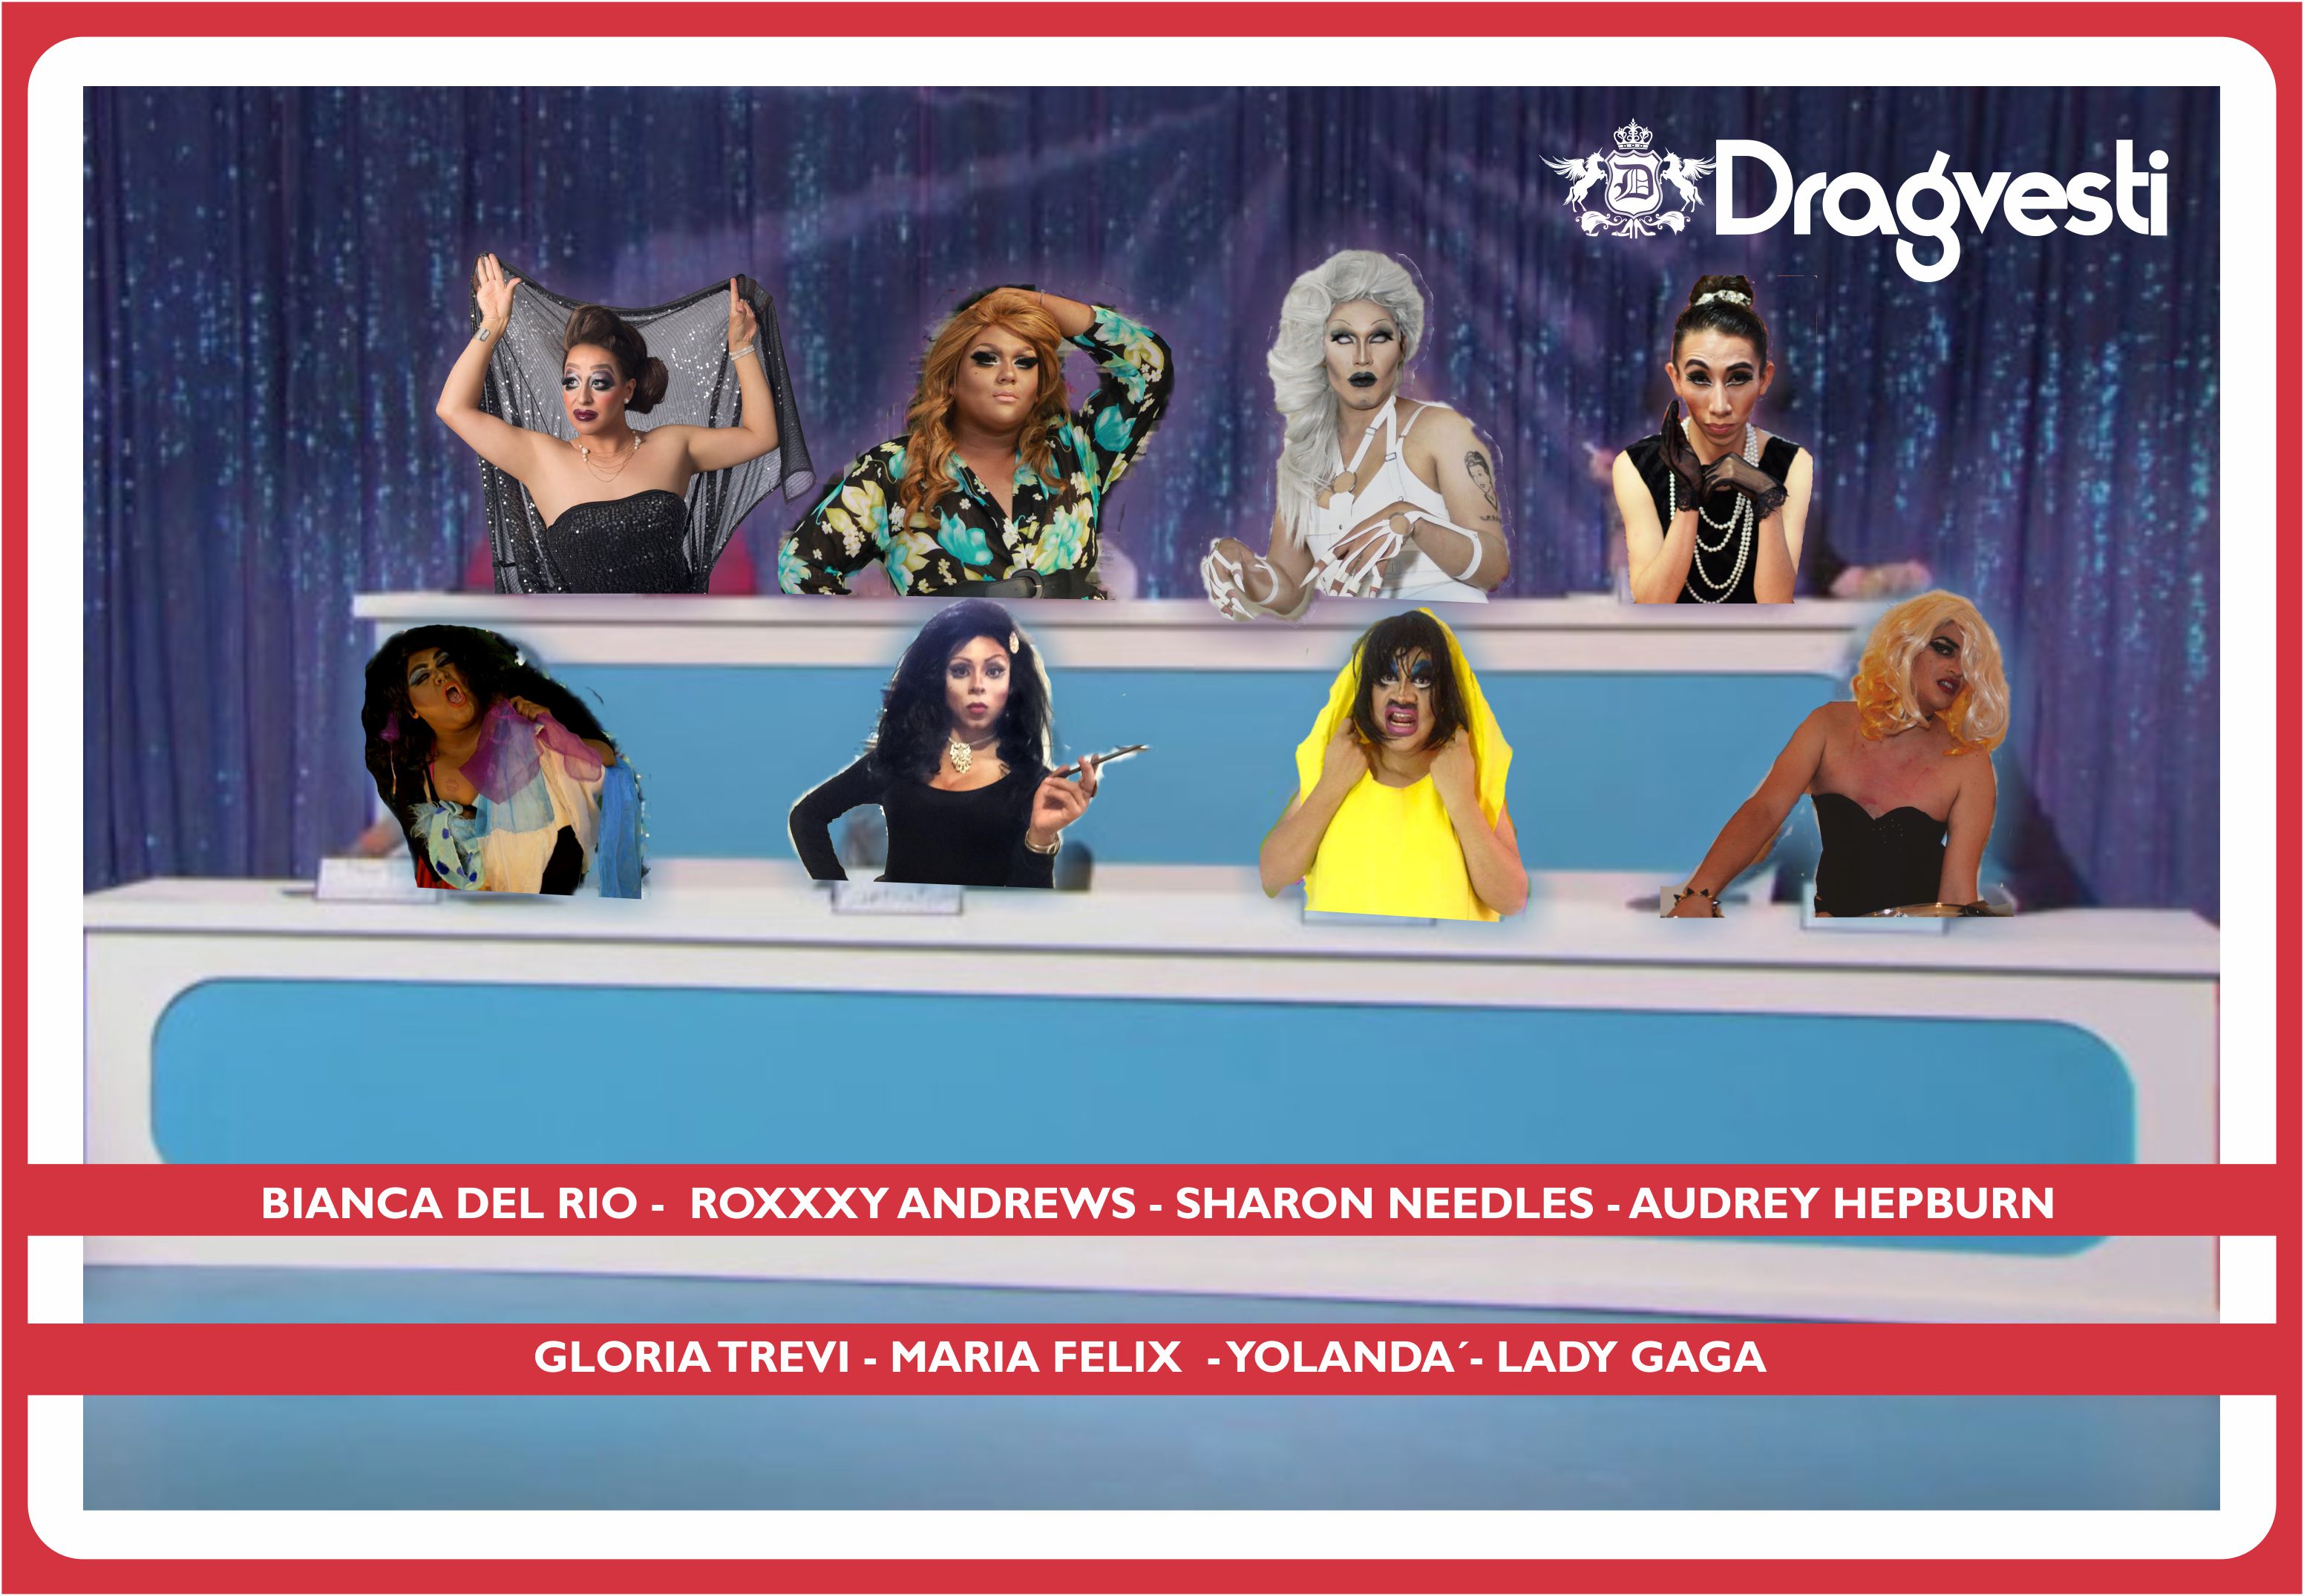 D
Dragvesti
BIANCA DEL RIO -  ROXXXY ANDREWS - SHARON NEEDLES - AUDREY HEPBURN
GLORIA TREVI - MARIA FELIX  - YOLANDA´- LADY GAGA